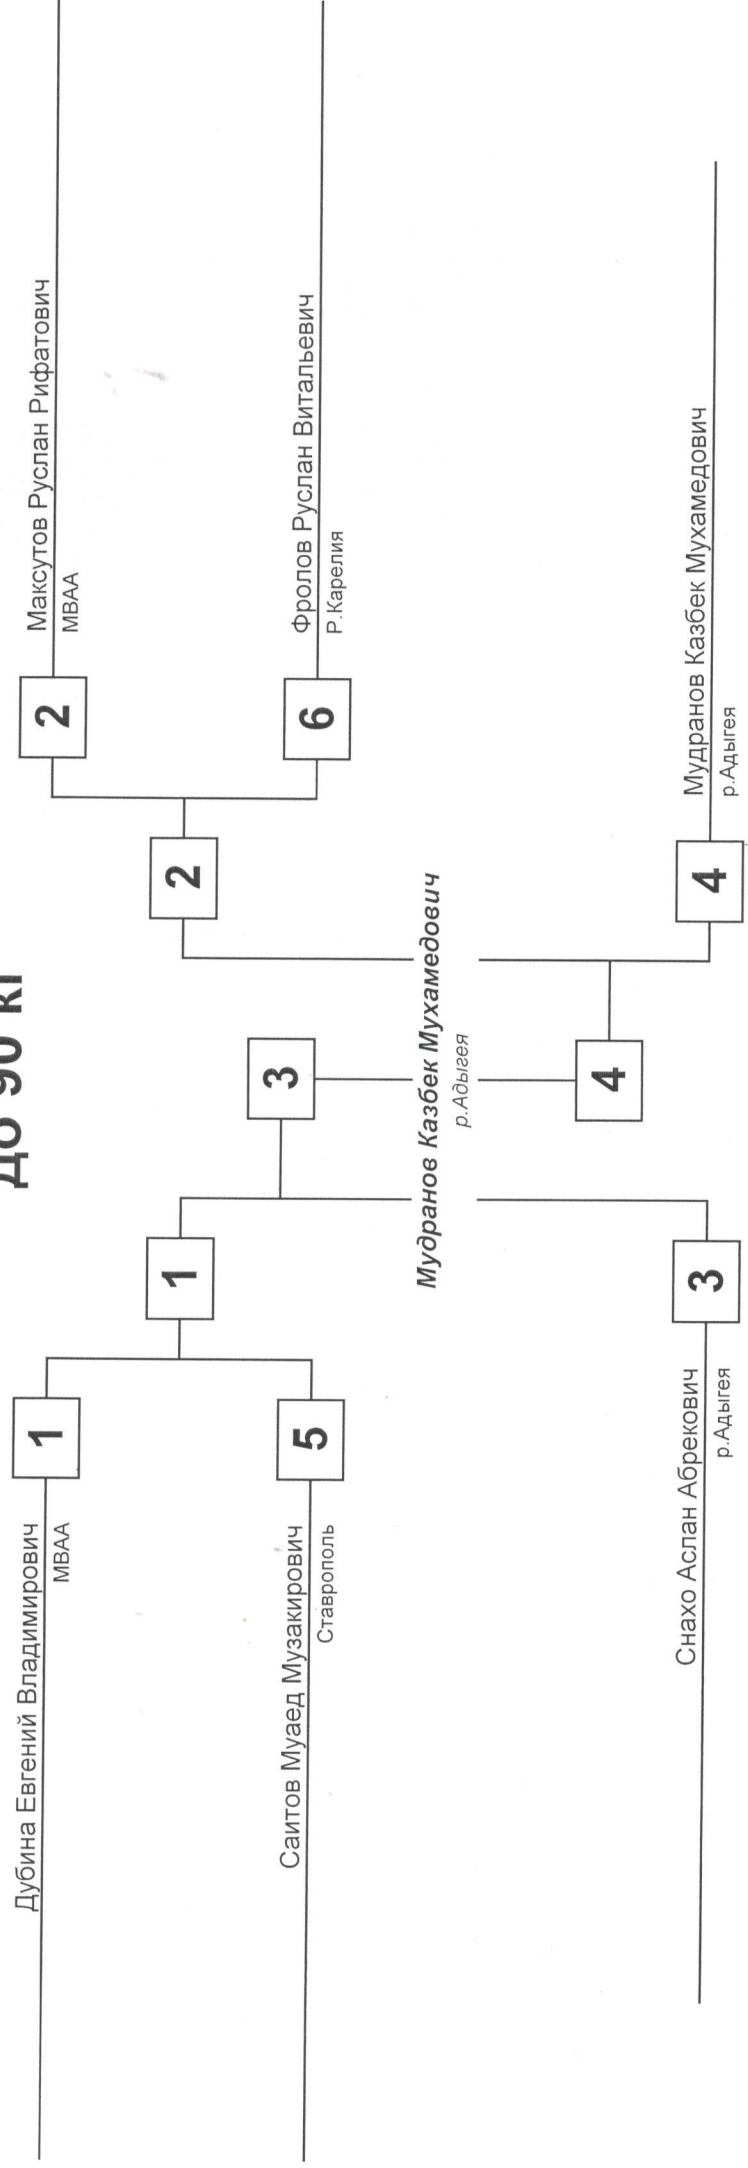 до 90 кг
Дубина Евгений Владимирович
МВАА
1
Саитов Муаед Музакирович
Ставрополь
5
1
3
Снахо Аслан Абрекович
р.Адыгея
3
Мудранов Казбек Мухамедович
р.Адыгея
4
2
2
Максутов Руслан Рифатович
МВАА
6
Фролов Руслан Витальевич
Р.Карелия
4
Мудранов Казбек Мухамедович
р.Адыгея